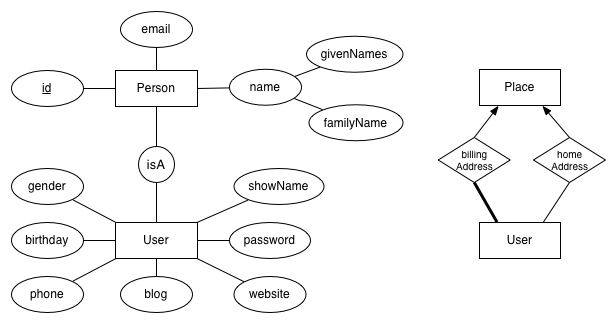 email
id
Person
name
givenNames
familyName
isA
gender
showName
birthday
User
password
phone
blog
website
Place
billing
Address
home
Address
User